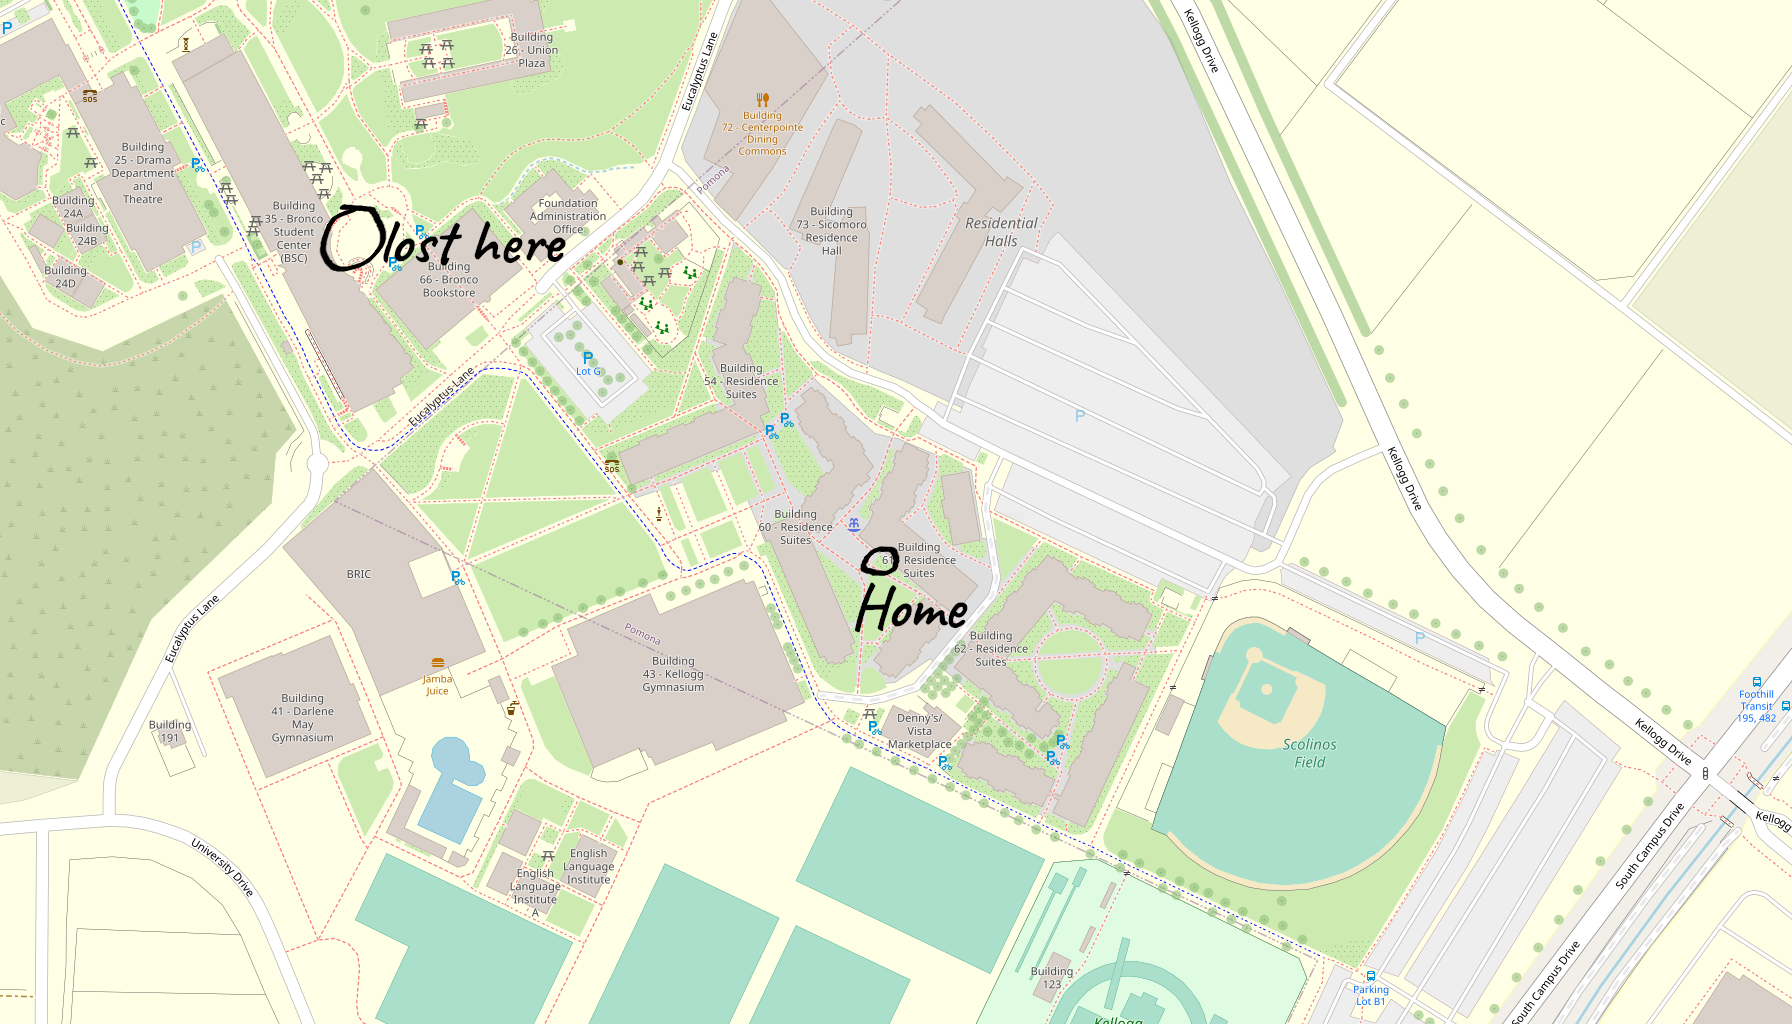 Building
26 - Union
Plaza
Eucalyptus Lane
Kellogg Drive
Building
72 - Centerpointe
Dining
Commons
SOS
c
Building
25 - Drama
Department
and
Theatre
Pomona
Building
24A
Building
24B
Building
24D
Building
35 - Bronco
Student
Center
(BSC)
lost here
Foundation
Administration
Office
Building
66 - Bronco
Bookstore
Building
73 - Sicomoro
Residence
Hall
Residential
Halls
P
Lot G
Building
54 - Residence
Suites
Eucalyptus Lane
P
SOS
Kellogg Drive
Building
60 - Residence
Suites
Building
61 - Residence
Suites
Home
BRIC
Eucalyptus Lane
Pomona
Building
62 - Residence
Suites
P
Building
43 - Kellogg
Gymnasium
Jamba
Juice
Building
41 - Darlene
May
Gymnasium
Building
191
Denny's/
Vista
Marketplace
Scolinos
Field
Foothill
Transit
195, 482
Kellogg Drive
Kellogg
South Campus Drive
University Drive
English
Language
Institute
English
Language
Institute
A
Building
123
Parking
Lot B1
South Campus Drive
Kellogg